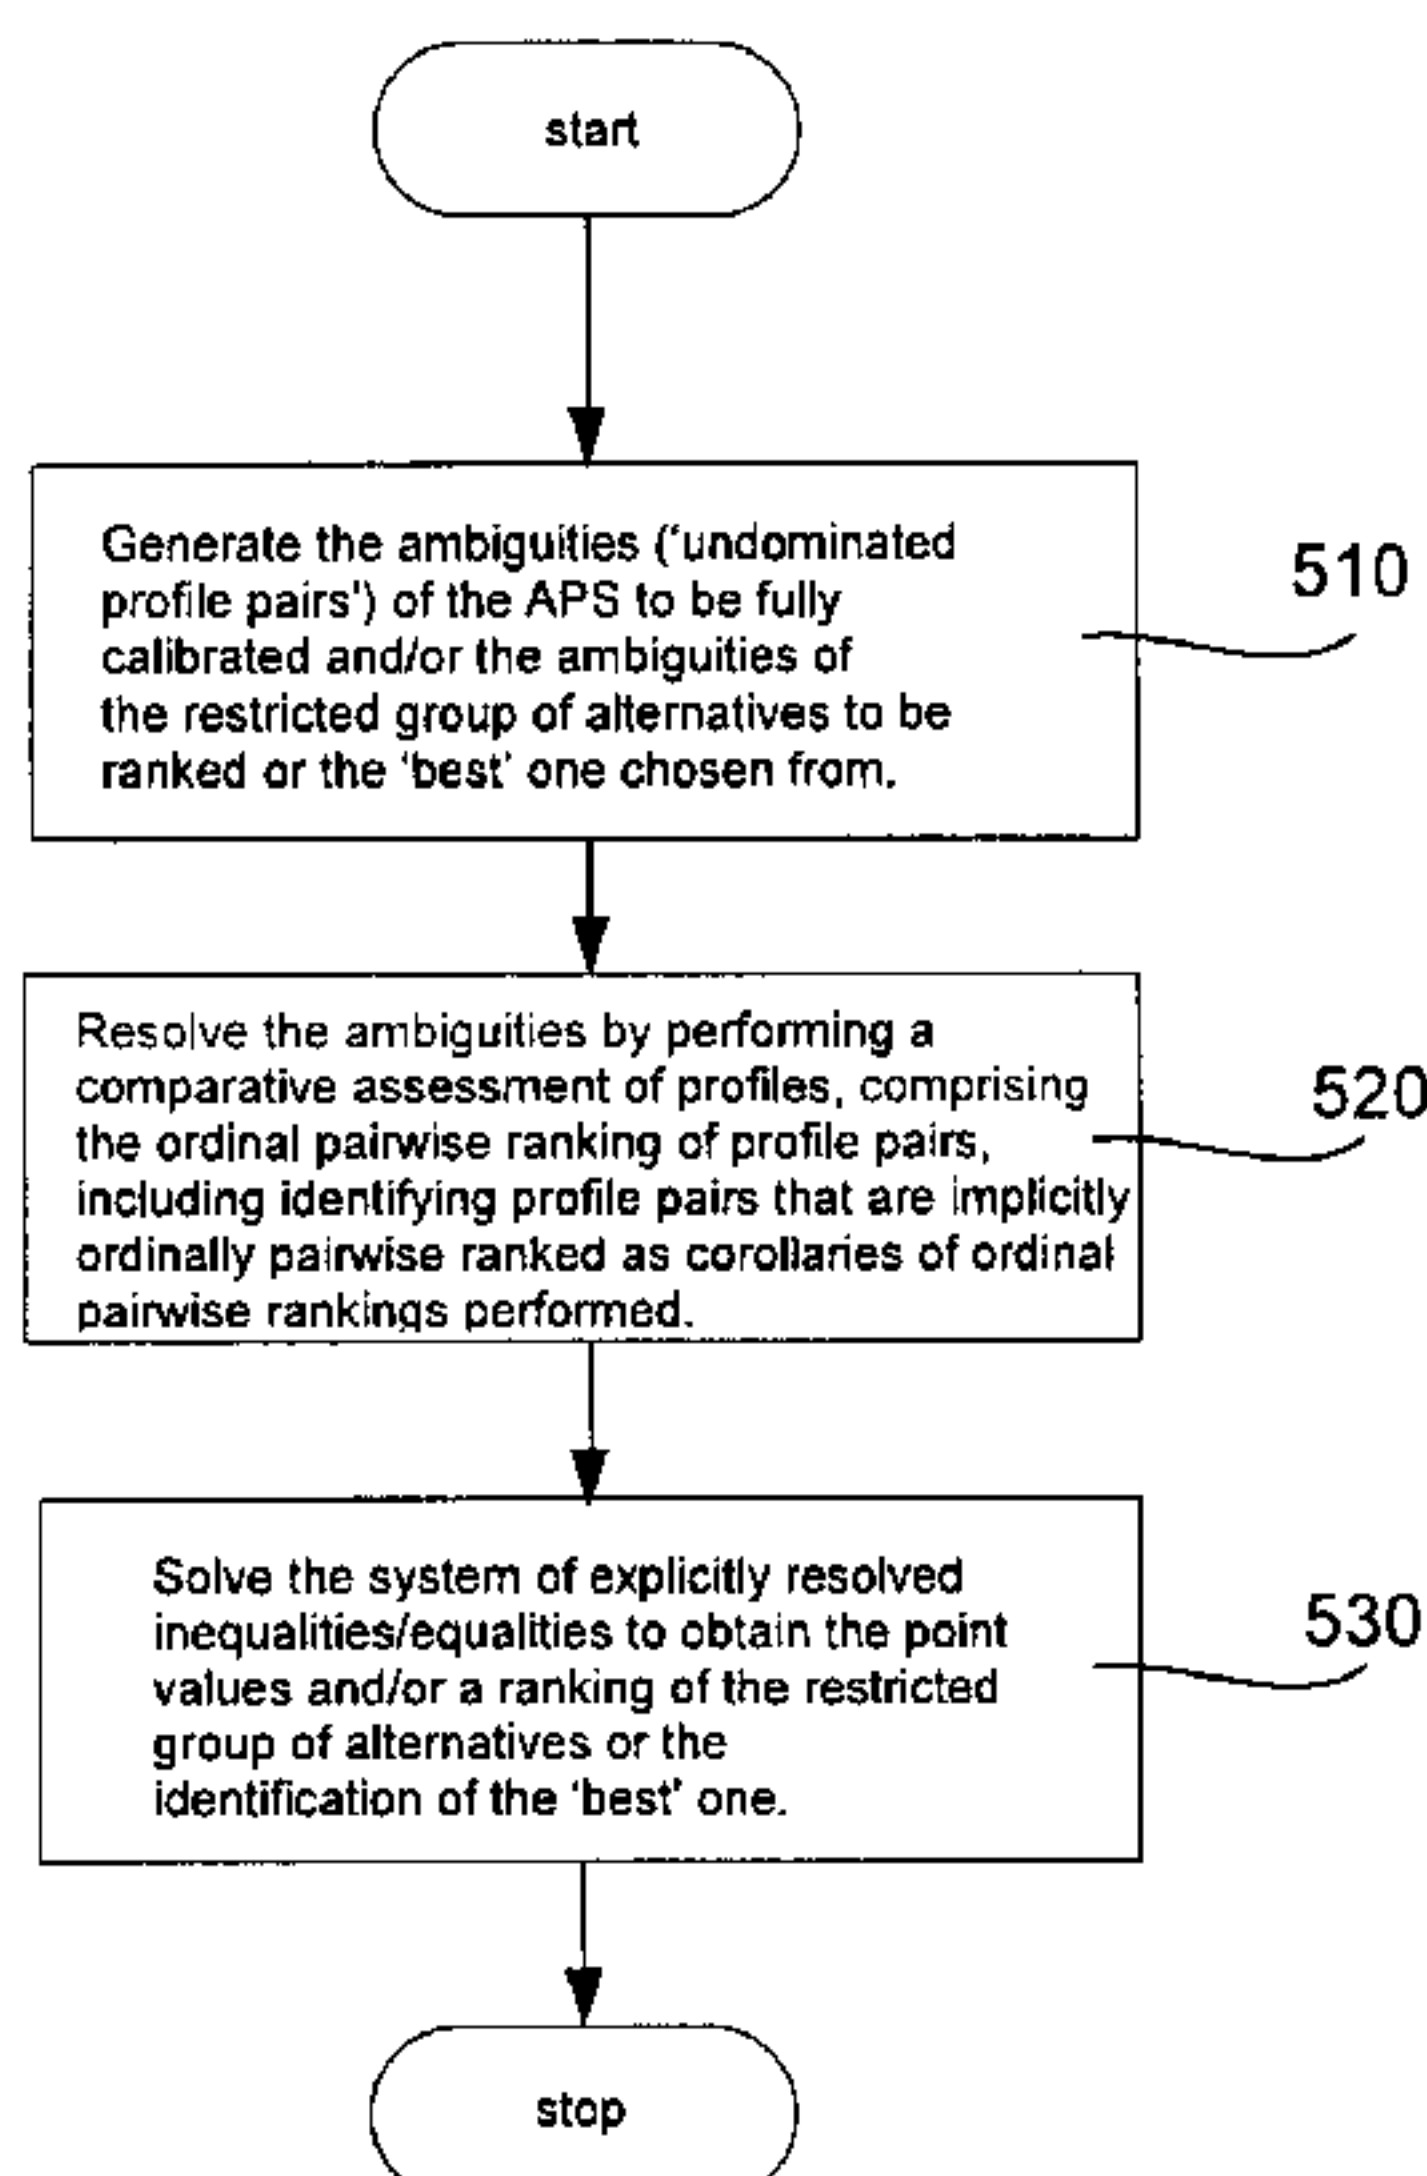 start
Generate the ambiguities (‘undominated
profile pairs’) of the APS to be fully
calibrated and/or the ambiguities of
the restricted group of alternatives to be
ranked or the ‘best’ one chosen from.
510
Resolve the ambiguities by performing a
comparative assessment of profiles, comprising
the ordinal pairwise ranking of profile pairs,
including identifying profile pairs that are implicitly
ordinally pairwise ranked as corollaries of ordinal
pairwise rankings performed.
520
Solve the system of explicitly resolved
inequalities/equalities to obtain the point
values and/or a ranking of the restricted
group of alternatives or the
identification of the ‘best’ one.
530
stop